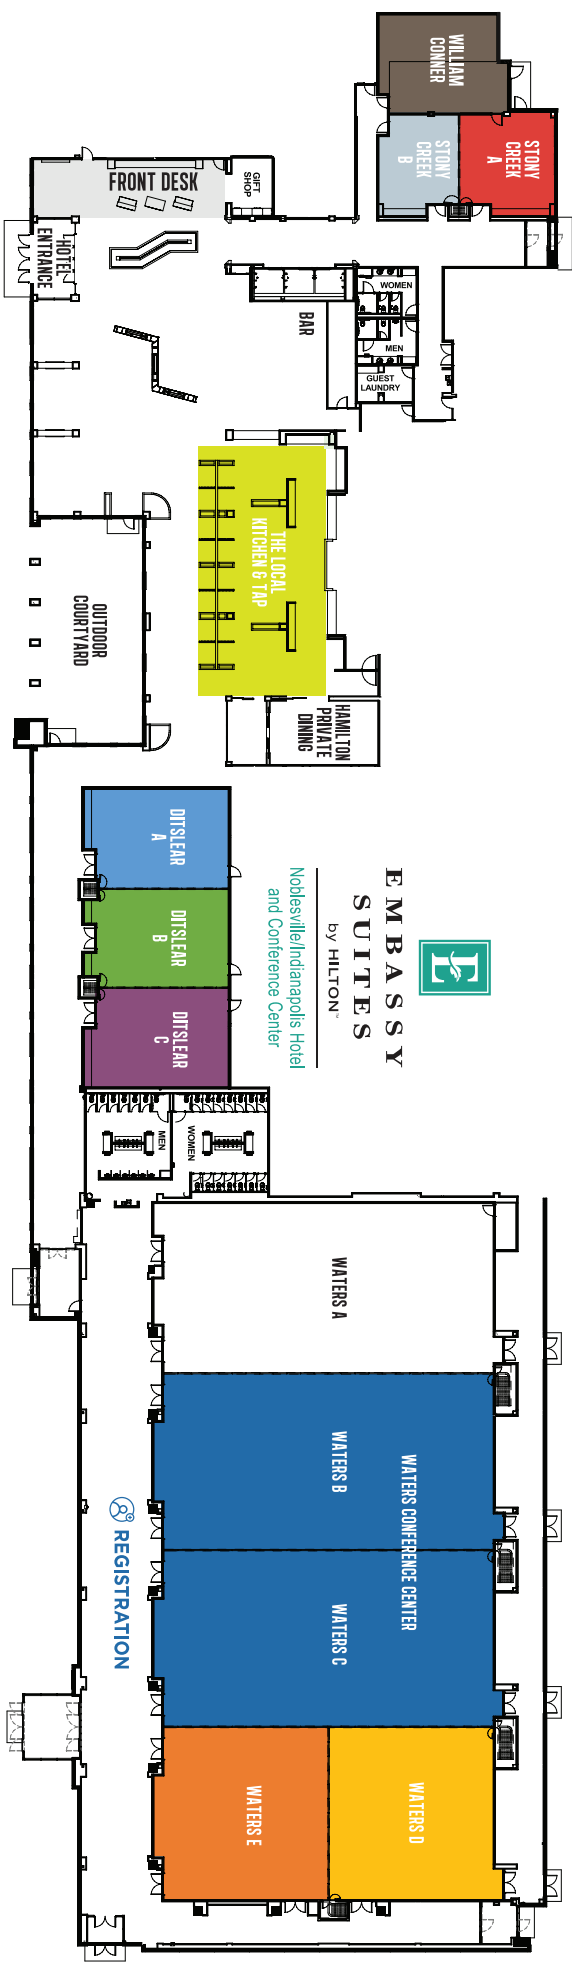 WILLIAM
CONNER
STONY
CREEK
A
STONY
CREEK
B
FRONT DESK
GIFT
SHOP
HOTEL
ENTRANCE
WOMEN
BAR
MEN
GUEST
LAUNDRY
THE LOCAL
KITCHEN & TAP
OUTDOOR
COURTYARD
HAMILTON
PRIVATE
DINING
DITSLEAR
A
DITSLEAR
B
DITSLEAR
C
E
EMBASSY
SUITES
by HILTON™
Noblesville/Indianapolis Hotel
and Conference Center
MEN
WOMEN
WATERS A
WATERS B
WATERS CONFERENCE CENTER
WATERS C
REGISTRATION
WATERS D
WATERS E